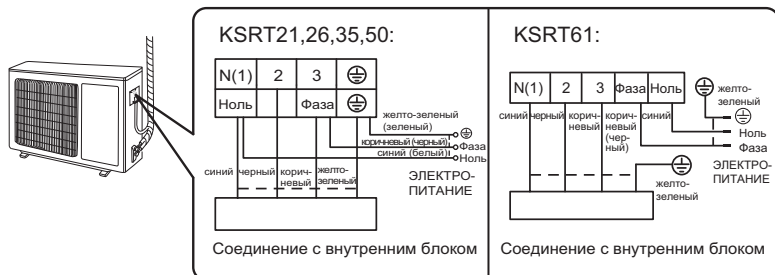 KSRT21,26,35,50:
N(1) 2 3
Ноль Фаза
желто-зеленый
(зеленый)
коричневый (черный)
Фаза
синий (белый)
Ноль
синий
черный
корич-
невый
желто-
зеленый
ЭЛЕКТРО-
ПИТАНИЕ
Соединение с внутренним блоком
KSRT61:
N(1) 2 3 Фаза Ноль
желто-
зеленый
синий
черный
корич-
невый
корич-
невый
(чер-
ный)
синий
Ноль
Фаза
ЭЛЕКТРО-
ПИТАНИЕ
желто-
зеленый
Соединение с внутренним блоком